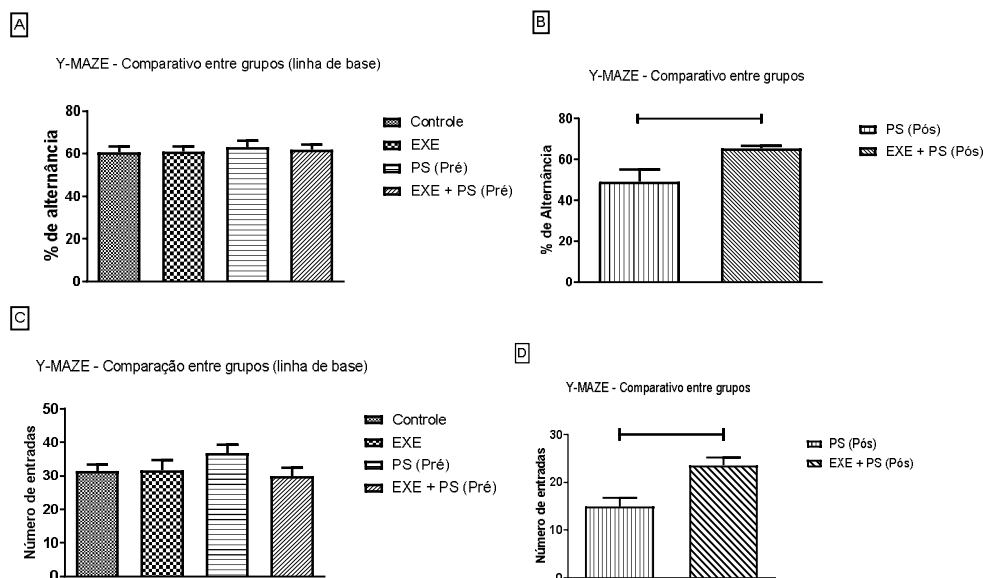 A
Y-MAZE - Comparativo entre grupos (linha de base)
% de alternância
80
60
40
20
0
Controle
EXE
PS (Pré)
EXE + PS (Pré)
B
Y-MAZE - Comparativo entre grupos
% de Alternância
80
60
40
20
0
PS (Pós)
EXE + PS (Pós)
C
Y-MAZE - Comparação entre grupos (linha de base)
Número de entradas
50
40
30
20
10
0
Controle
EXE
PS (Pré)
EXE + PS (Pré)
D
Y-MAZE - Comparativo entre grupos
Número de entradas
30
20
10
0
PS (Pós)
EXE + PS (Pós)